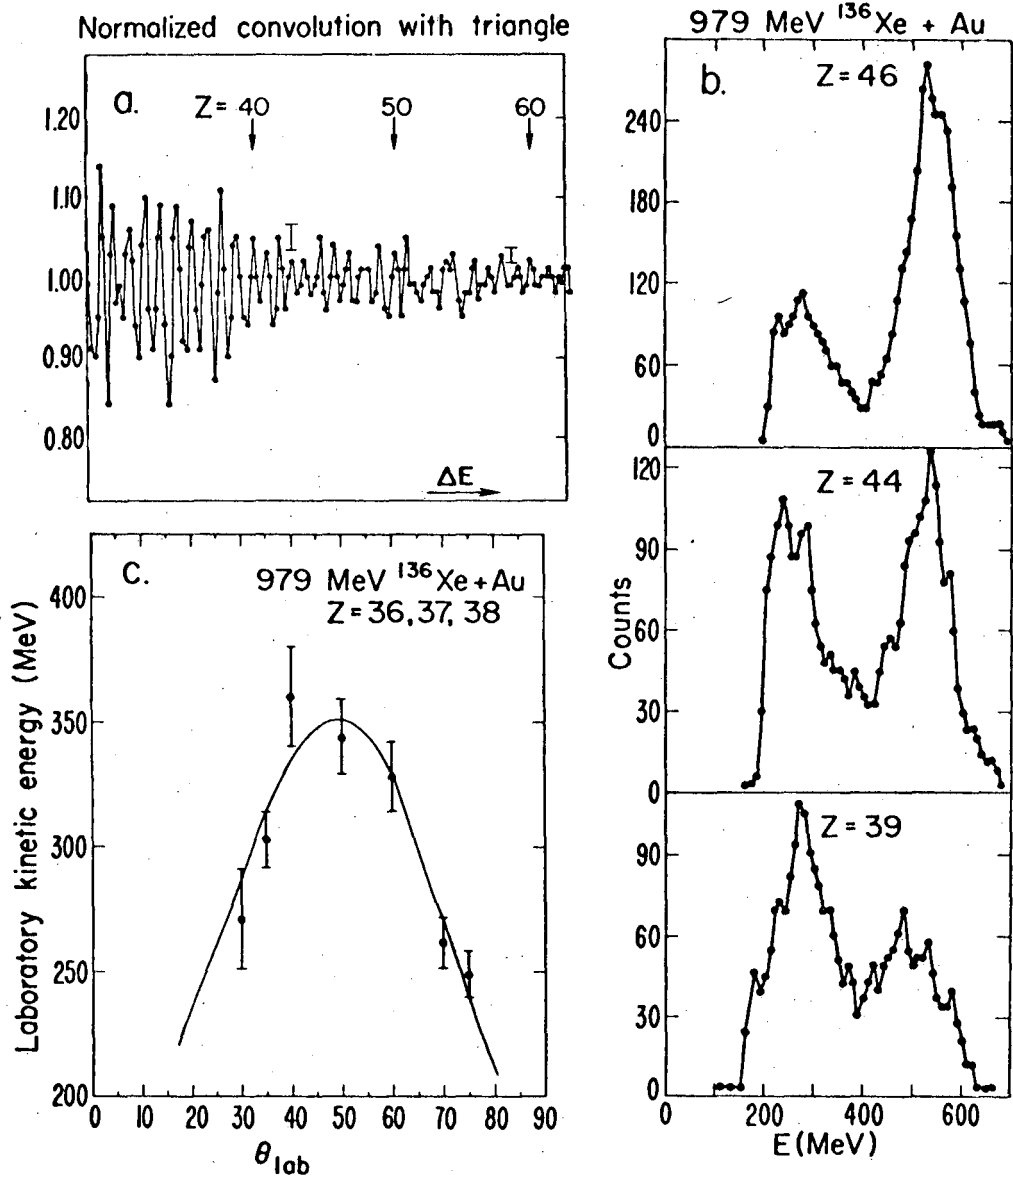 Normalized convolution with triangle
a.
Z= 40 50 60
1.20
1.10
1.00
0.90
0.80
ΔE
979 MeV ¹³⁶Xe + Au
b.
Z=46
240
180
120
60
0
Z=44
120
90
60
30
0
Counts
Z=39
90
60
30
0
0 200 400 600
E(MeV)
c.
979 MeV ¹³⁶Xe+Au
Z=36,37,38
Laboratory kinetic energy (MeV)
400
350
300
250
200
0 10 20 30 40 50 60 70 80 90
θlab